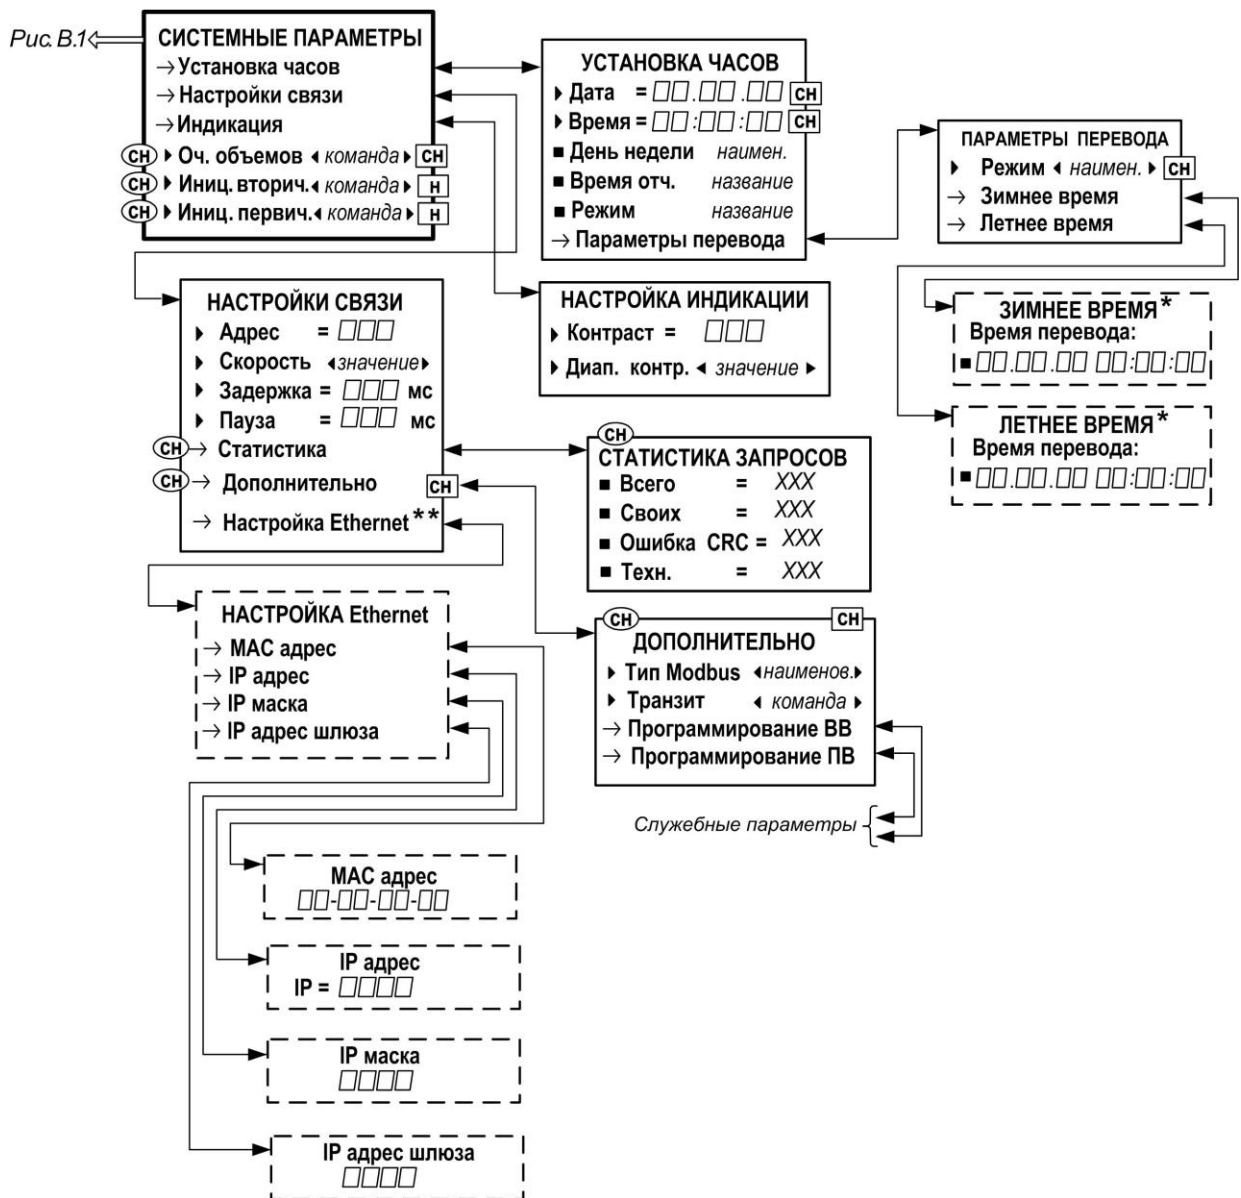 Рис. В.1
СИСТЕМНЫЕ ПАРАМЕТРЫ
→ Установка часов
→ Настройки связи
→ Индикация
СН ▸ Оч. объемов ◂ команда ▸ СН
СН ▸ Иниц. вторич. ◂ команда ▸ Н
СН ▸ Иниц. первич. ◂ команда ▸ Н
УСТАНОВКА ЧАСОВ
▸ Дата = □□.□□.□□ СН
▸ Время = □□:□□:□□ СН
■ День недели наимен.
■ Время отч. название
■ Режим название
→ Параметры перевода
ПАРАМЕТРЫ ПЕРЕВОДА
▸ Режим ◂ наимен. ▸ СН
→ Зимнее время
→ Летнее время
ЗИМНЕЕ ВРЕМЯ*
Время перевода:
■ □□.□□.□□ □□:□□:□□
ЛЕТНЕЕ ВРЕМЯ*
Время перевода:
■ □□.□□.□□ □□:□□:□□
НАСТРОЙКИ СВЯЗИ
▸ Адрес = □□□
▸ Скорость ◂ значение ▸
▸ Задержка = □□□ мс
▸ Пауза = □□□ мс
СН → Статистика
СН → Дополнительно СН
→ Настройка Ethernet**
НАСТРОЙКА ИНДИКАЦИИ
▸ Контраст = □□□
▸ Диап. контр. ◂ значение ▸
СН
СТАТИСТИКА ЗАПРОСОВ
■ Всего = XXX
■ Своих = XXX
■ Ошибка CRC = XXX
■ Техн. = XXX
СН СН
ДОПОЛНИТЕЛЬНО
▸ Тип Modbus ◂ наименов. ▸
▸ Транзит ◂ команда ▸
→ Программирование ВВ
→ Программирование ПВ
Служебные параметры
НАСТРОЙКА Ethernet
→ МАС адрес
→ IP адрес
→ IP маска
→ IP адрес шлюза
МАС адрес
□□-□□-□□-□□
IP адрес
IP = □□□□
IP маска
□□□□
IP адрес шлюза
□□□□